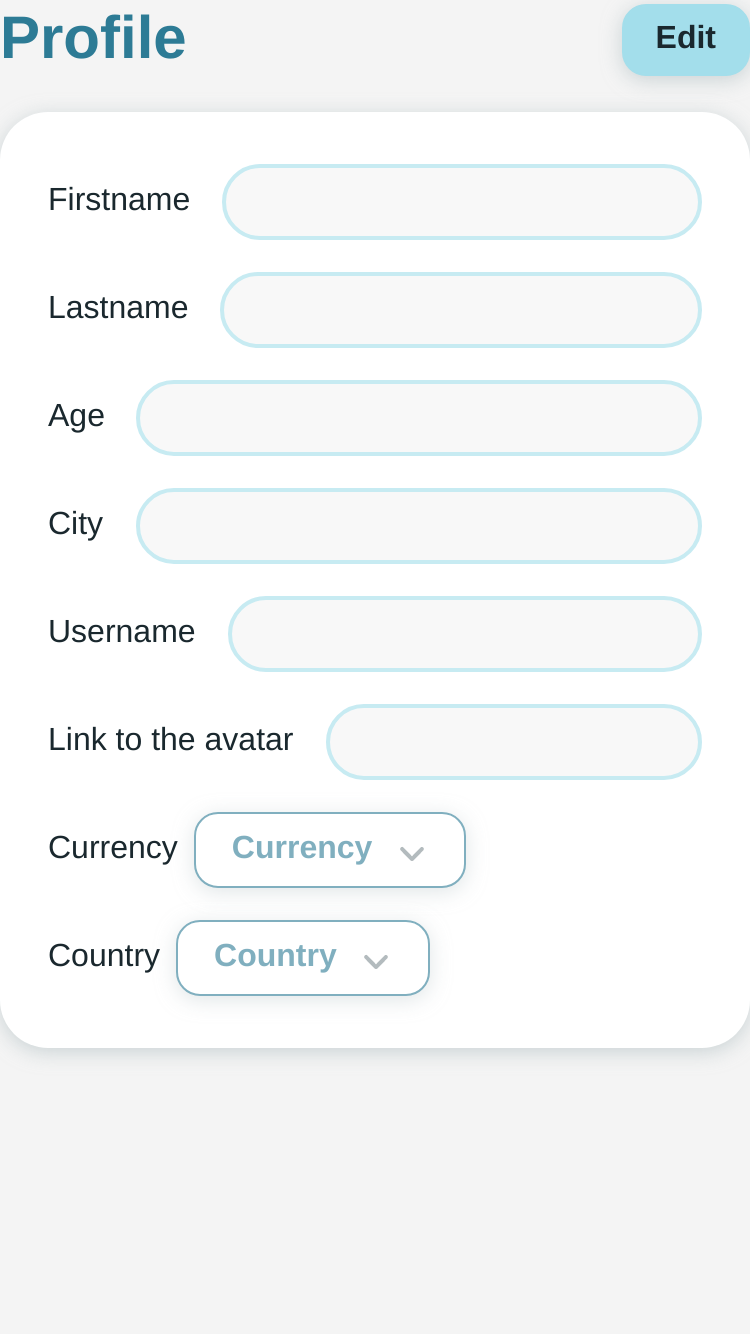 Profile Edit
Firstname
Lastname
Age
City
Username
Link to the avatar
Currency Currency
Country Country